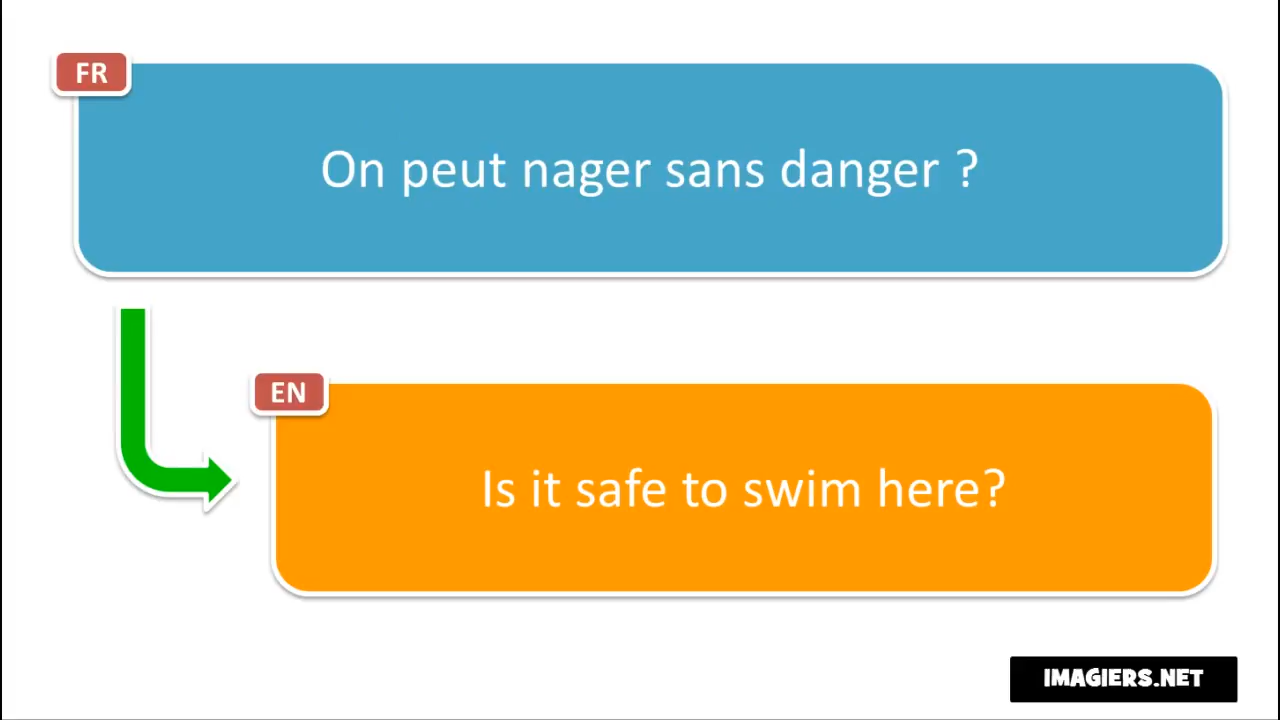 FR
On peut nager sans danger ?
EN
Is it safe to swim here?
IMAGIERS.NET